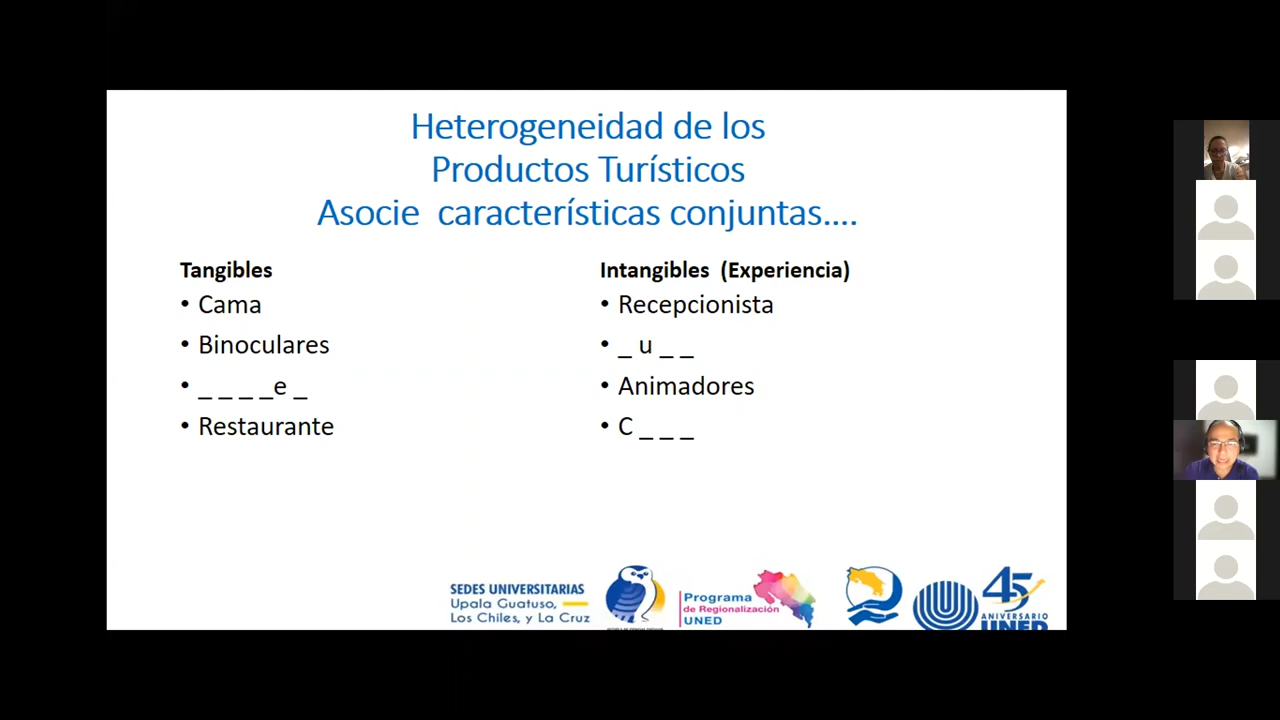 Heterogeneidad de los
Productos Turísticos
Asocie características conjuntas....
Tangibles
• Cama
• Binoculares
• _ _ _ _e _
• Restaurante
Intangibles (Experiencia)
• Recepcionista
• _ u _ _
• Animadores
• C _ _ _
SEDES UNIVERSITARIAS
Upala Guatuso,
Los Chiles, y La Cruz
Programa
de Regionalización
UNED
45
ANIVERSARIO
UNED